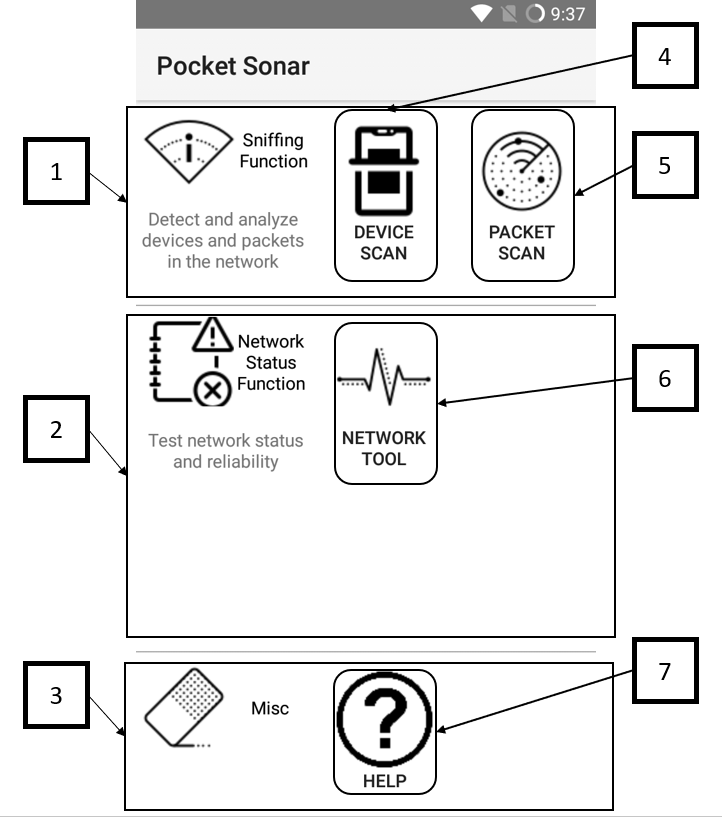 9:37
Pocket Sonar
4
1
Sniffing
Function
Detect and analyze
devices and packets
in the network
DEVICE
SCAN
PACKET
SCAN
5
2
Network
Status
Function
Test network status
and reliability
NETWORK
TOOL
6
3
Misc
HELP
7